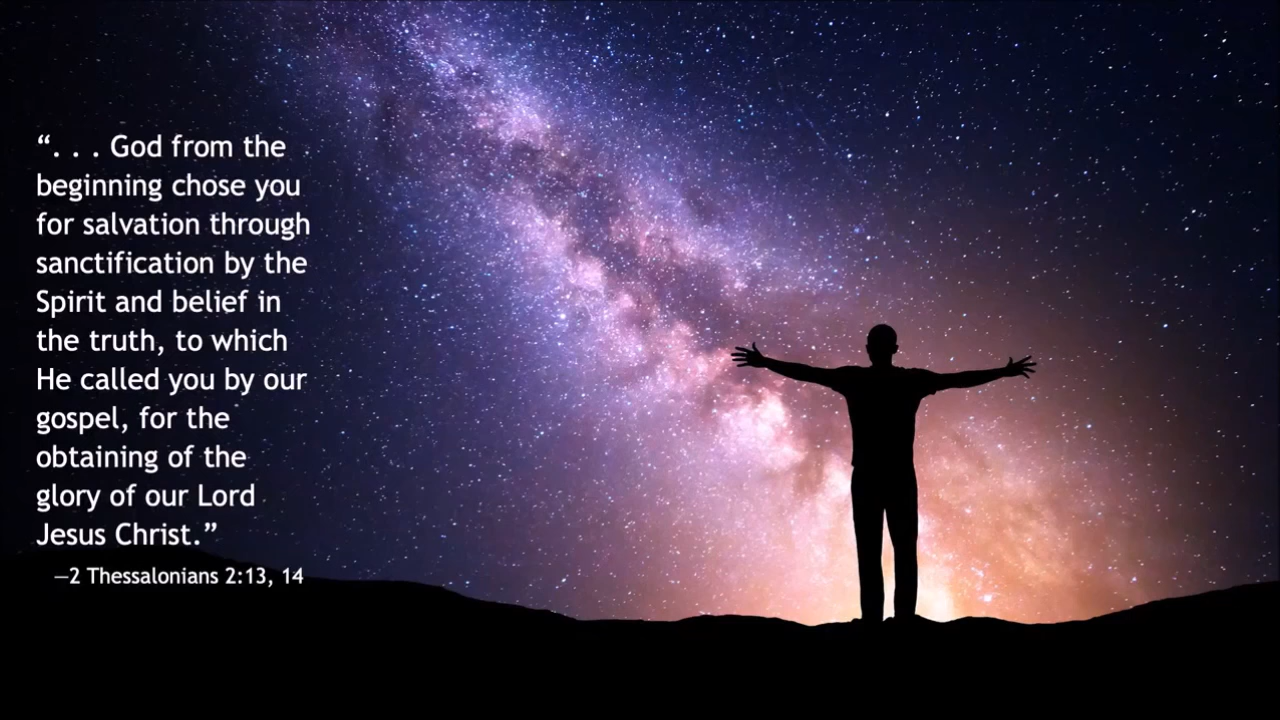 “. . . God from the
beginning chose you
for salvation through
sanctification by the
Spirit and belief in
the truth, to which
He called you by our
gospel, for the
obtaining of the
glory of our Lord
Jesus Christ.”
—2 Thessalonians 2:13, 14